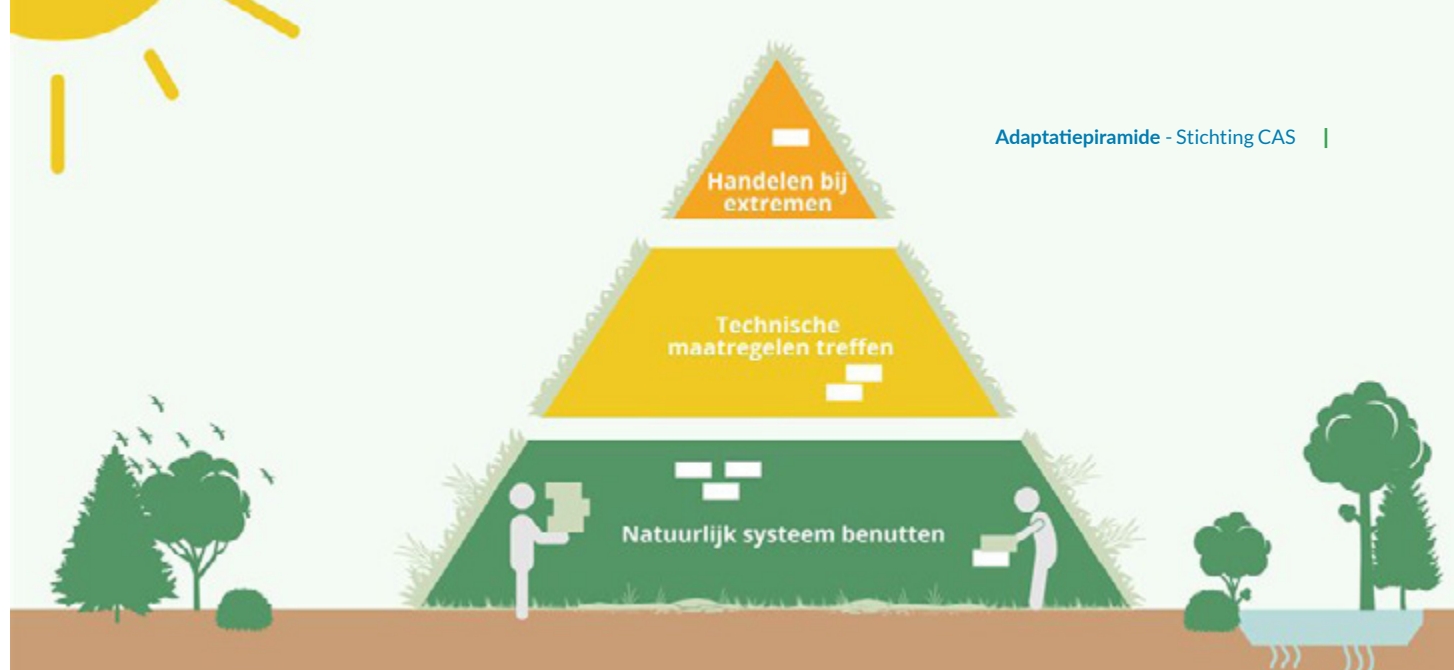 Adaptatiepiramide - Stichting CAS
Handelen bij
extremen
Technische
maatregelen treffen
Natuurlijk systeem benutten